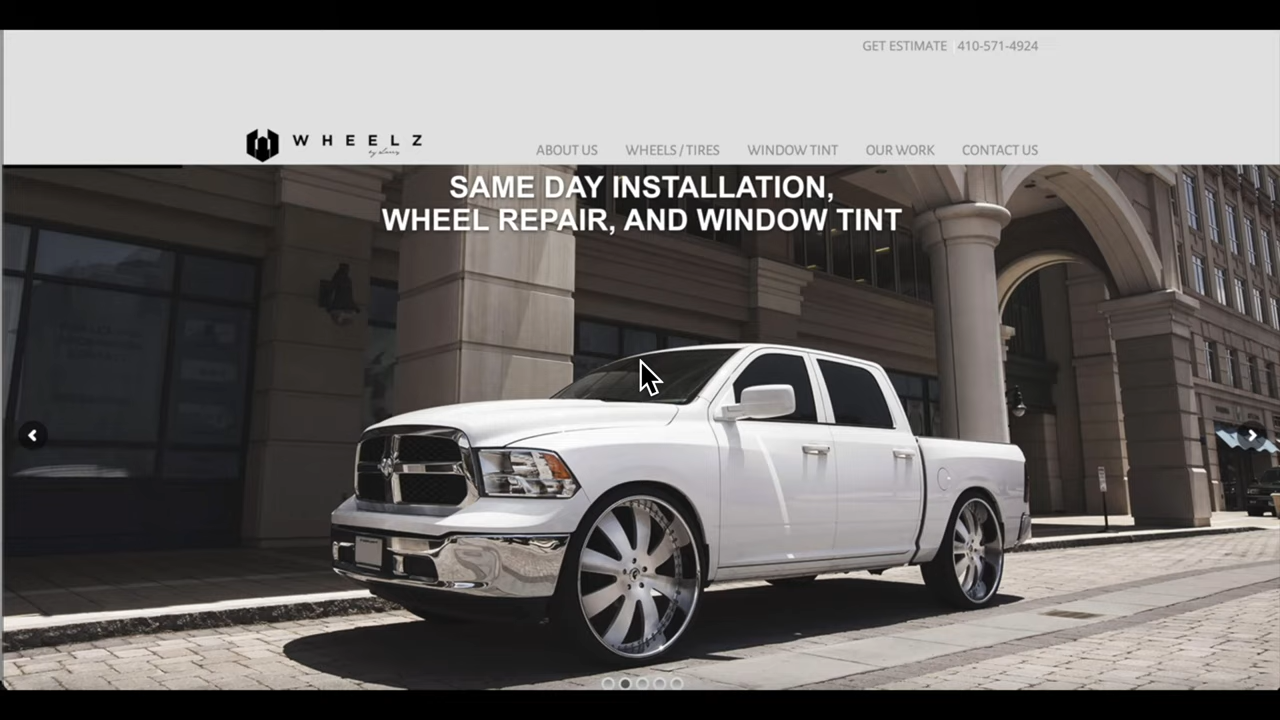 GET ESTIMATE 410-571-4924
WHEELZ
ABOUT US WHEELS / TIRES WINDOW TINT OUR WORK CONTACT US
SAME DAY INSTALLATION,
WHEEL REPAIR, AND WINDOW TINT